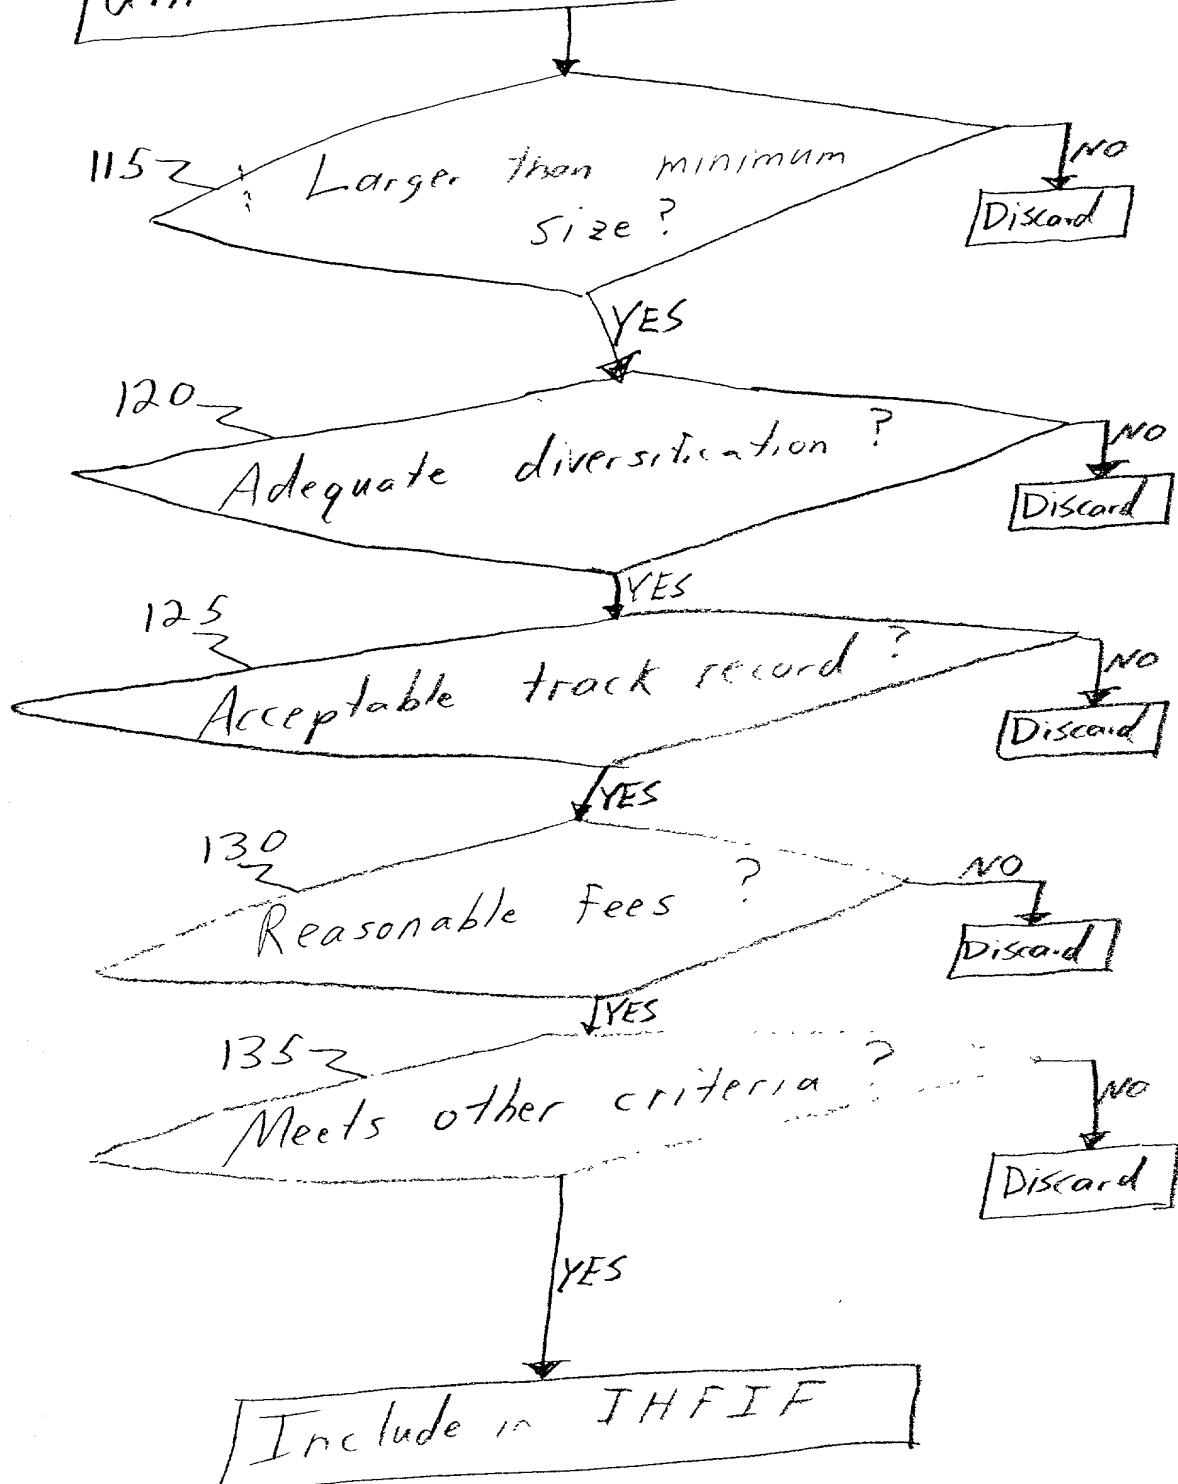 115
Larger than minimum
size?
NO
Discard
YES
120
Adequate diversification?
NO
Discard
YES
125
Acceptable track record?
NO
Discard
YES
130
Reasonable Fees?
NO
Discard
YES
135
Meets other criteria?
NO
Discard
YES
Include in IHFIF